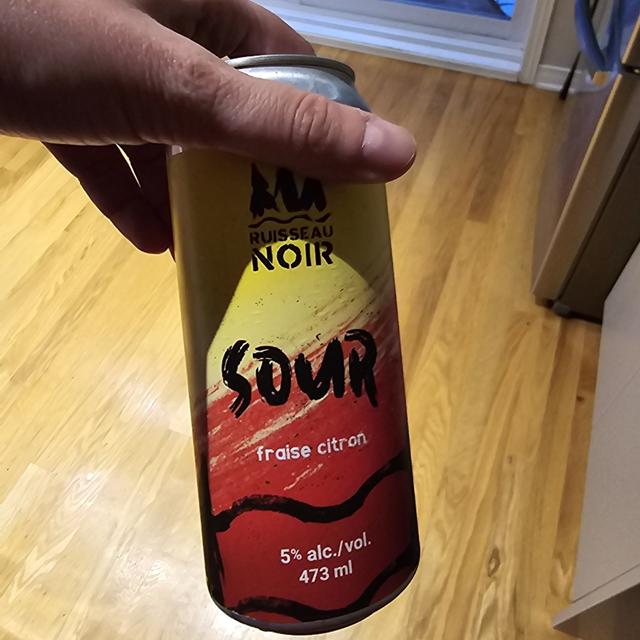 RUISSEAU
NOIR
SOUR
fraise citron
5% alc./vol.
473 ml